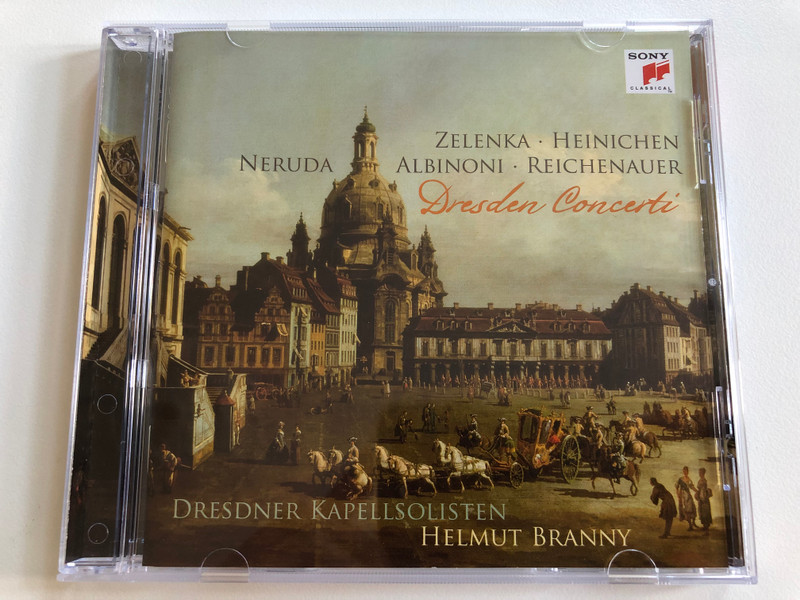 SONY
CLASSICAL
ZELENKA · HEINICHEN
NERUDA ALBINONI · REICHENAUER
Dresden Concerti
DRESDNER KAPELLSOLISTEN
HELMUT BRANNY